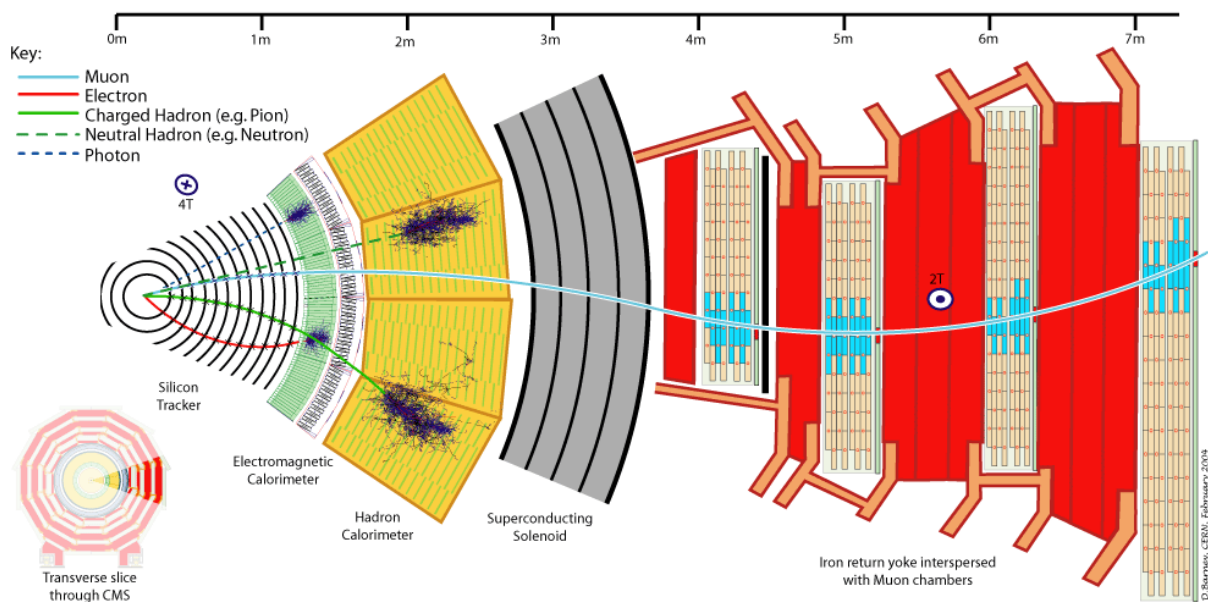 0m 1m 2m 3m 4m 5m 6m 7m
Key:
Muon
Electron
Charged Hadron (e.g. Pion)
Neutral Hadron (e.g. Neutron)
Photon
4T
2T
Silicon
Tracker
Electromagnetic
Calorimeter
Hadron
Calorimeter
Superconducting
Solenoid
Iron return yoke interspersed
with Muon chambers
Transverse slice
through CMS
D.Barney, CERN, February 2004